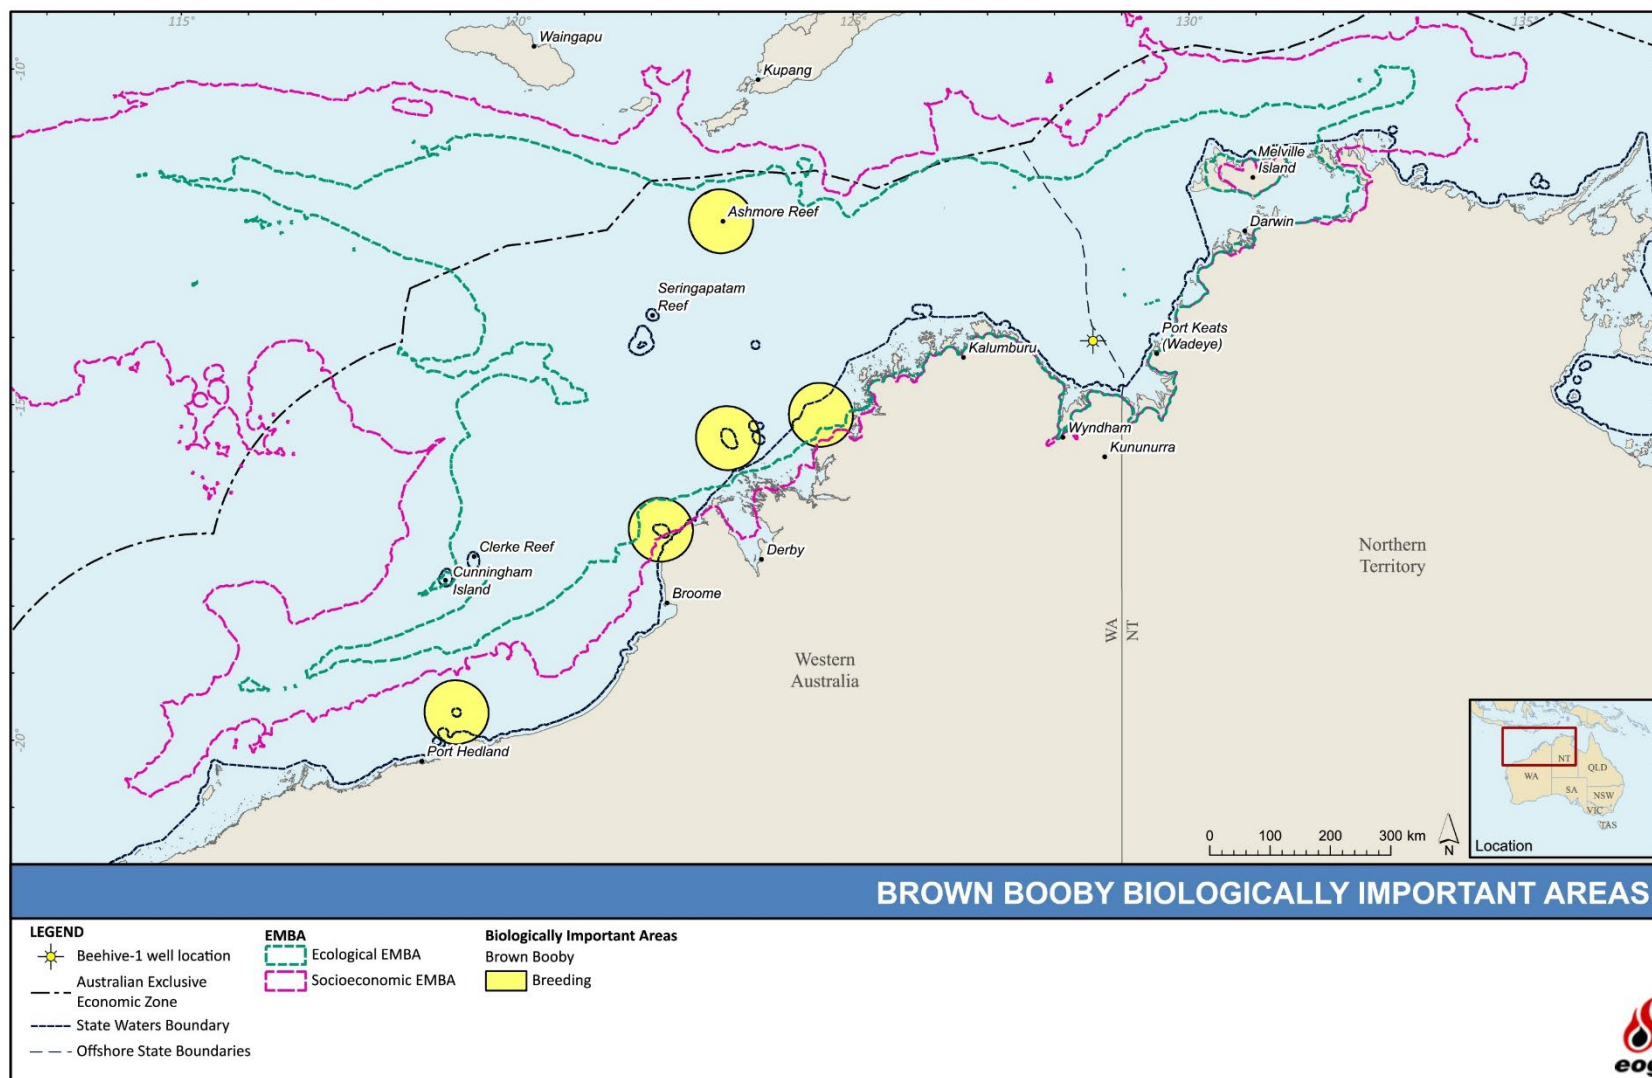 115°
120°
125°
130°
135°
-10°
-15°
-20°
Waingapu
Kupang
Ashmore Reef
Seringapatam
Reef
Melville
Island
Darwin
Port Keats
(Wadeye)
Kalumburu
Wyndham
Kununurra
Clerke Reef
Cunningham
Island
Derby
Broome
Port Hedland
Western
Australia
Northern
Territory
WA
NT
0 100 200 300 km
N
WA
NT
QLD
SA
NSW
VIC
TAS
Location
BROWN BOOBY BIOLOGICALLY IMPORTANT AREAS
LEGEND
Beehive-1 well location
Australian Exclusive
Economic Zone
State Waters Boundary
Offshore State Boundaries
EMBA
Ecological EMBA
Socioeconomic EMBA
Biologically Important Areas
Brown Booby
Breeding